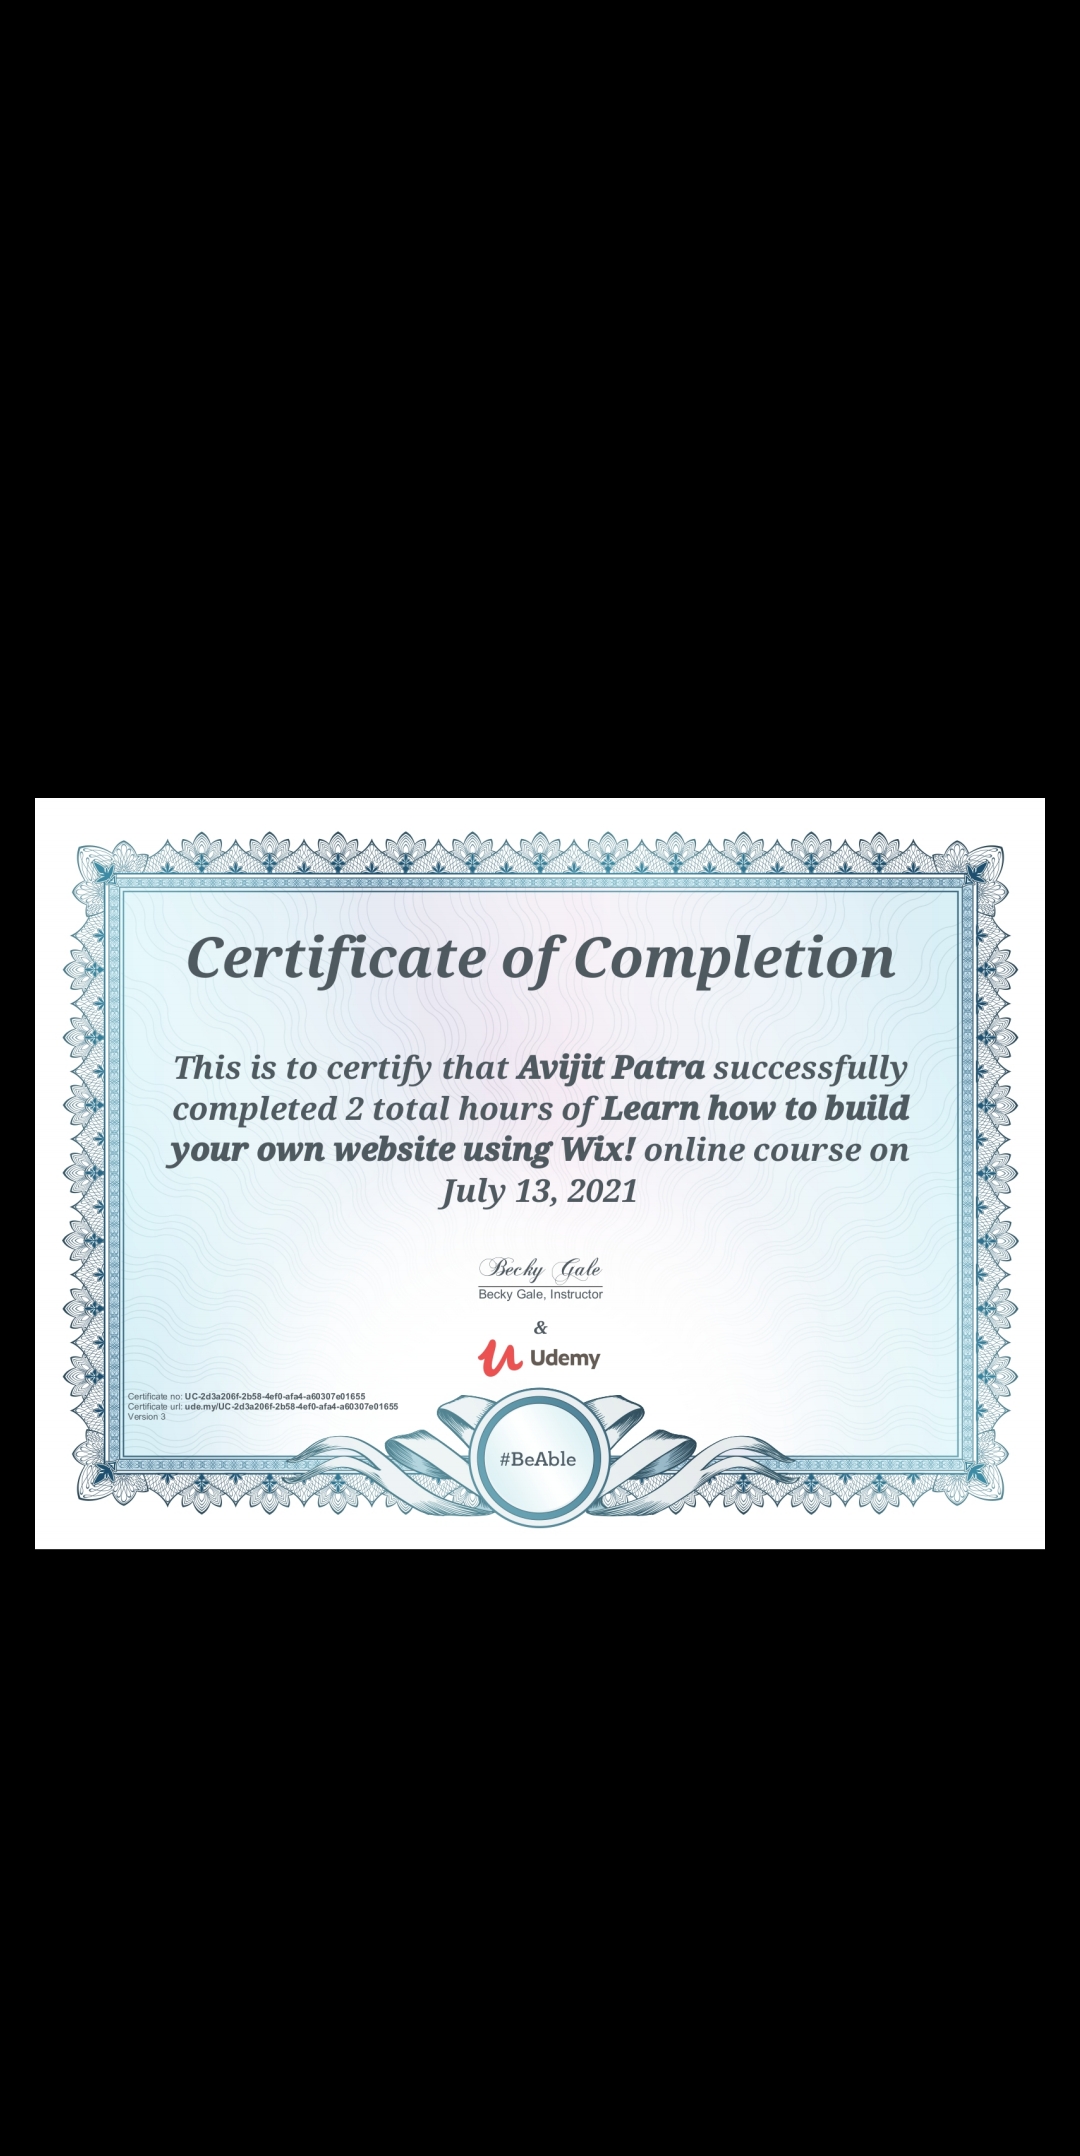 Certificate of Completion
This is to certify that Avijit Patra successfully
completed 2 total hours of Learn how to build
your own website using Wix! online course on
July 13, 2021
Becky Gale
Becky Gale, Instructor
&
Udemy
Certificate no: UC-2d3a206f-2b58-4ef0-afa4-a60307e01655
Certificate url: ude.my/UC-2d3a206f-2b58-4ef0-afa4-a60307e01655
Version 3
#BeAble